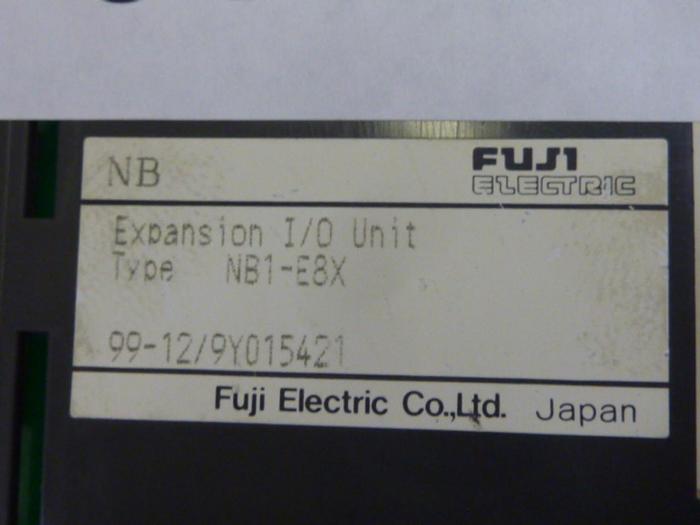 NB
FUJI
ELECTRIC
Expansion I/O Unit
Type NB1-E8X
99-12/9Y015421
Fuji Electric Co.,Ltd. Japan